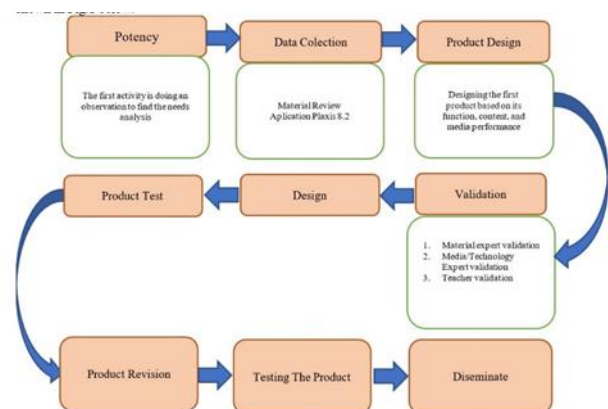 Potency
Data Colection
Product Design
The first activity is doing an
observation to find the needs
analysis
Material Review
Aplication Plaxis 8.2
Designing the first
product based on its
function, content, and
media performance
Product Test
Design
Validation
1. Material expert validation
2. Media/Technology
Expert validation
3. Teacher validation
Product Revision
Testing The Product
Diseminate